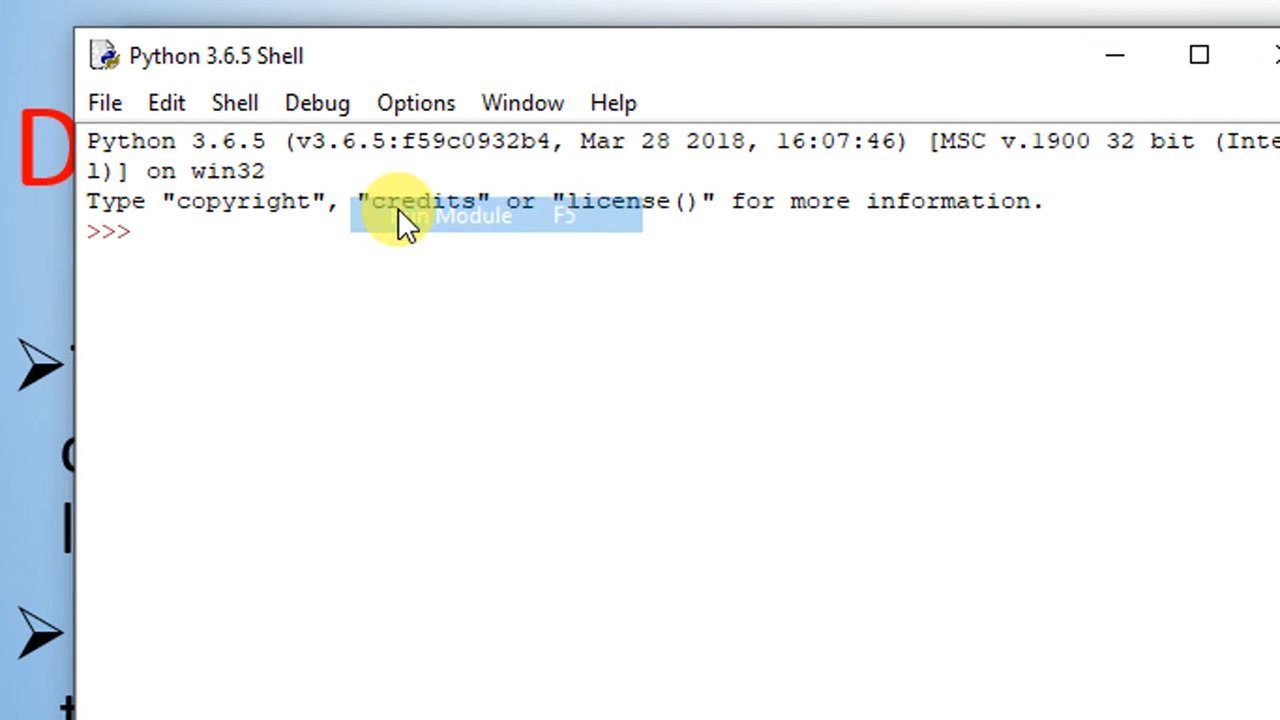 Python 3.6.5 Shell
File Edit Shell Debug Options Window Help
Python 3.6.5 (v3.6.5:f59c0932b4, Mar 28 2018, 16:07:46) [MSC v.1900 32 bit (Inte
l)] on win32
Type "copyright", "credits" or "license()" for more information.
Module F5
>>>
D